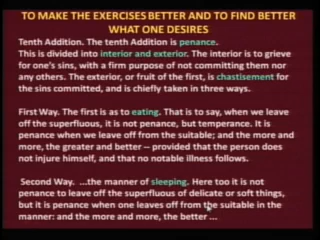 TO MAKE THE EXERCISES BETTER AND TO FIND BETTER
WHAT ONE DESIRES
Tenth Addition. The tenth Addition is penance.
This is divided into interior and exterior. The interior is to grieve
for one's sins, with a firm purpose of not committing them nor
any others. The exterior, or fruit of the first, is chastisement for
the sins committed, and is chiefly taken in three ways.
First Way. The first is as to eating. That is to say, when we leave
off the superfluous, it is not penance, but temperance. It is
penance when we leave off from the suitable; and the more and
more, the greater and better – provided that the person does
not injure himself, and that no notable illness follows.
Second Way. ...the manner of sleeping. Here too it is not
penance to leave off the superfluous of delicate or soft things,
but it is penance when one leaves off from the suitable in the
manner: and the more and more, the better ...